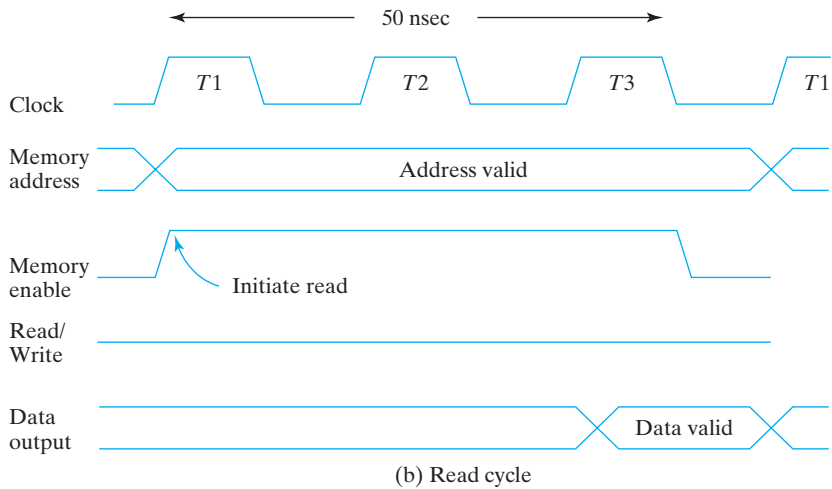 50 nsec
T1 T2 T3 T1
Clock
Memory
address
Address valid
Memory
enable
Initiate read
Read/
Write
Data
output
Data valid
(b) Read cycle